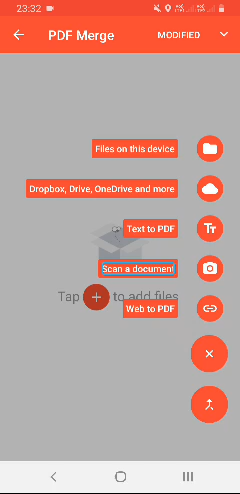 23:32
PDF Merge MODIFIED
Files on this device
Dropbox, Drive, OneDrive and more
Text to PDF
Scan a document
Tap + to add files
Web to PDF